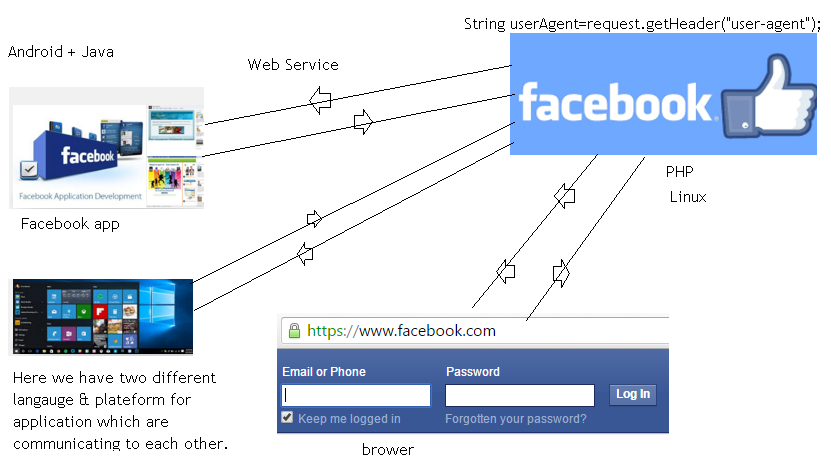 String userAgent=request.getHeader("user-agent");
Android + Java
Web Service
facebook
facebook
Facebook Application Development
Facebook app
PHP
Linux
https://www.facebook.com
Email or Phone
Password
Log In
Keep me logged in
Forgotten your password?
Here we have two different
langauge & plateform for
application which are
communicating to each other.
brower